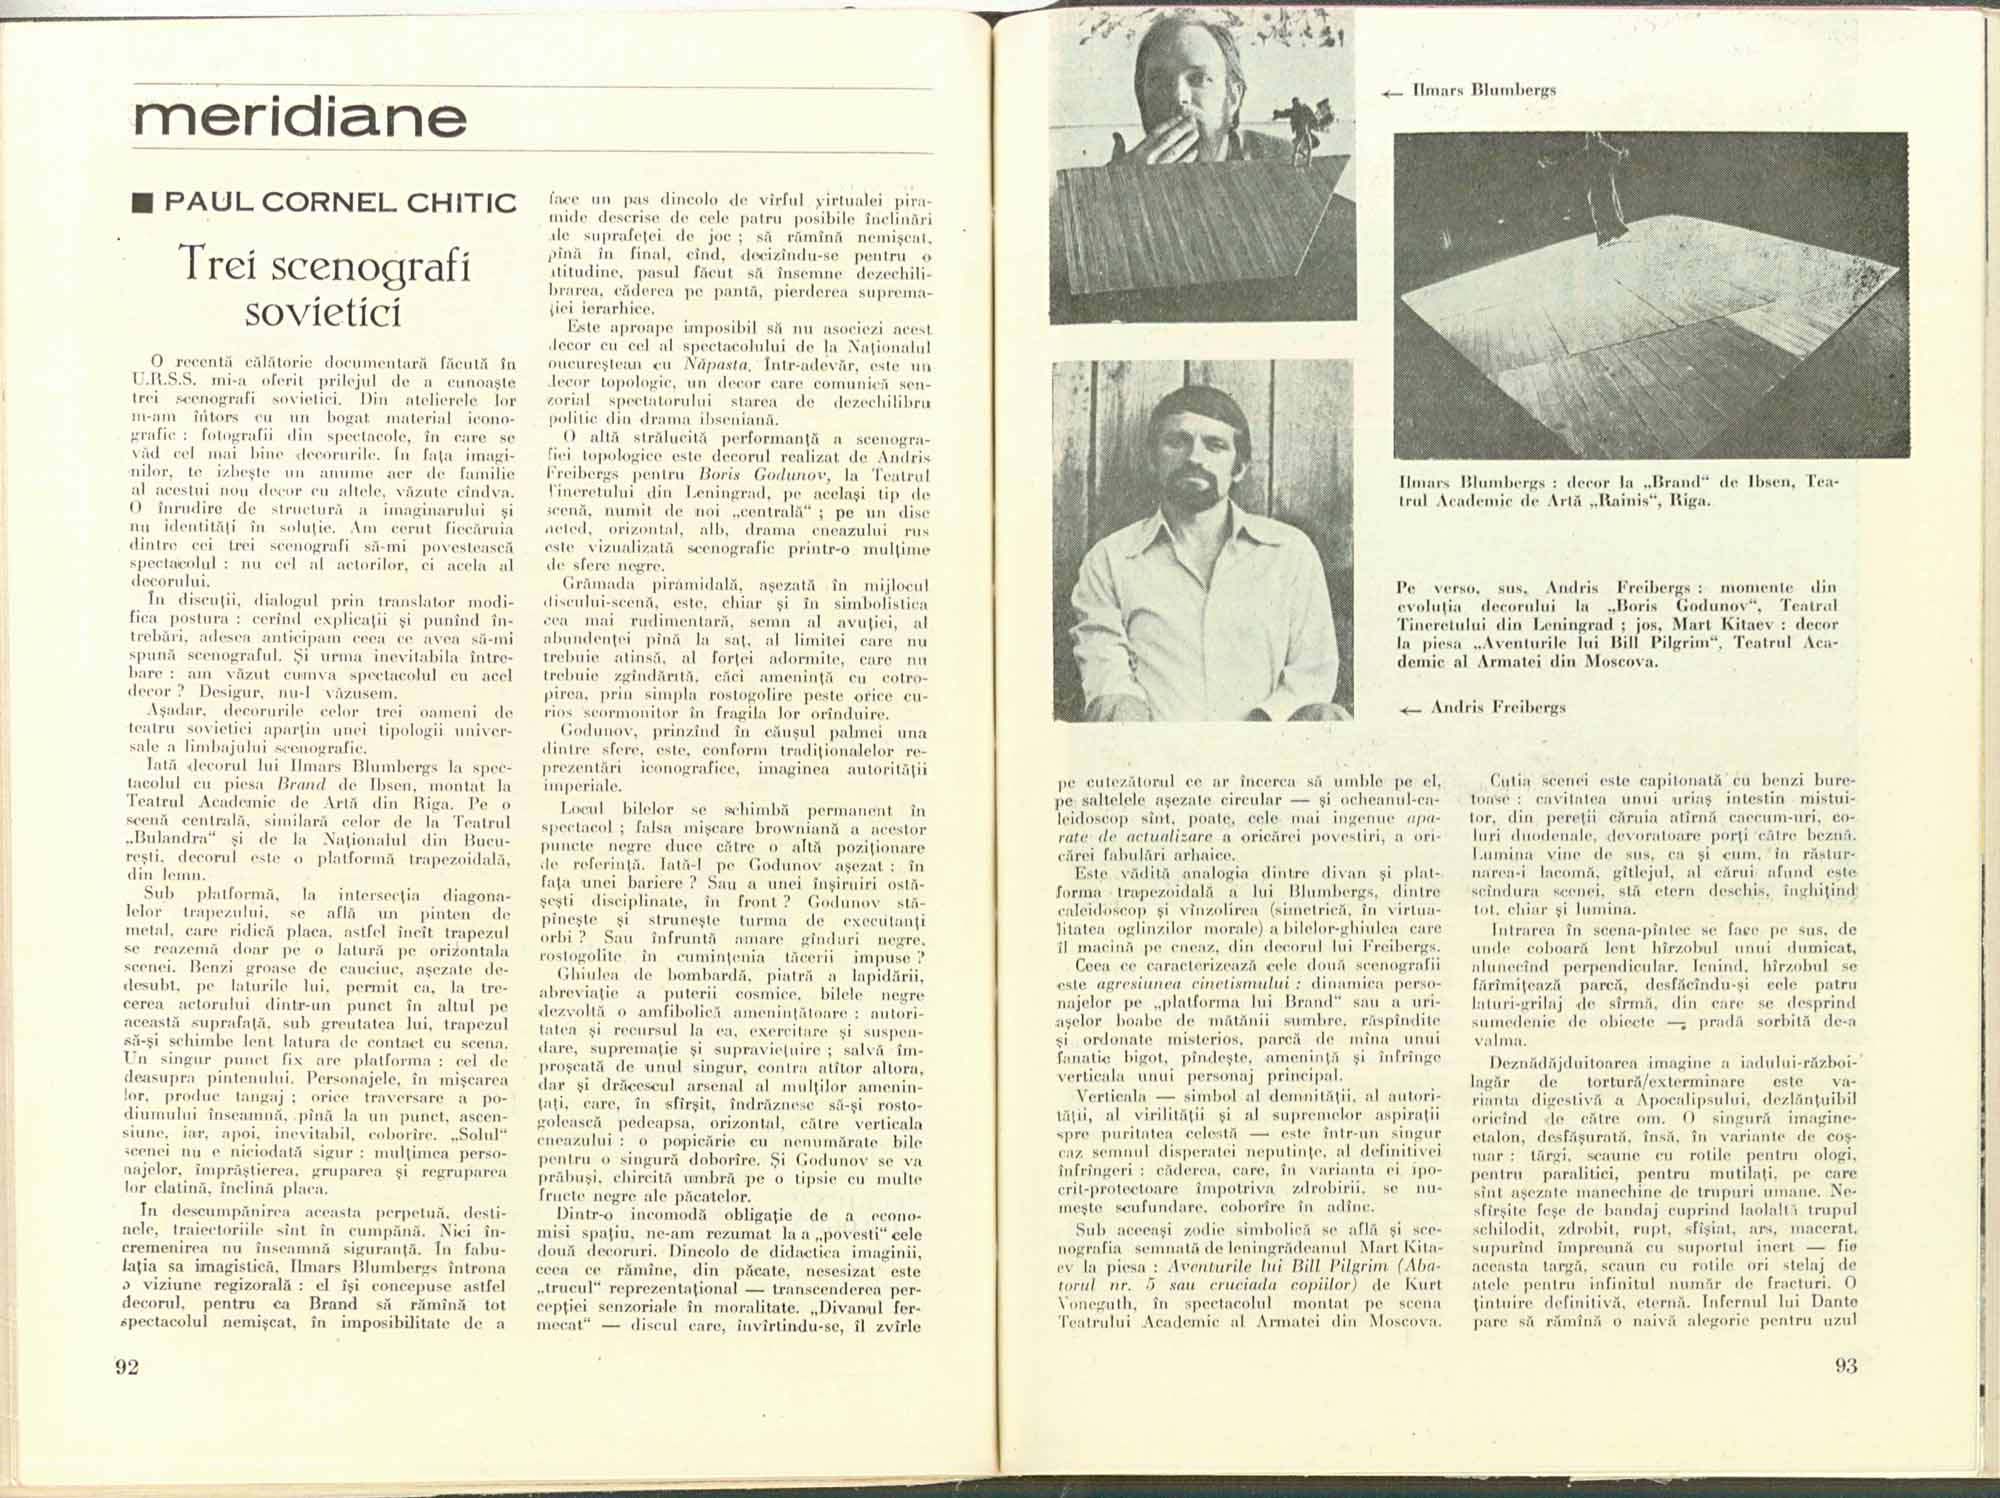 meridiane
■ PAUL CORNEL CHITIC
Trei scenografi
sovietici
O recentă călătorie documentară făcută în
U.R.S.S. mi-a oferit prilejul de a cunoaște
trei scenografi sovietici. Din atelierele lor
m-am întors cu un bogat material icono-
grafic : fotografii din spectacole, în care se
văd cel mai bine decorurile. În fața imagi-
nilor, te izbește un anume aer de familie
al acestui nou decor cu altele, văzute cîndva.
O înrudire de structură a imaginarului și
nu identități în soluție. Am cerut fiecăruia
dintre cei trei scenografi să-mi povestească
spectacolul : nu cel al actorilor, ci acela al
decorului.
În discuții, dialogul prin translator modi-
fica postura : cerînd explicații și punînd în-
trebări, adesea anticipam ceea ce avea să-mi
spună scenograful. Și urma inevitabila între-
bare : am văzut cumva spectacolul cu acel
decor ? Desigur, nu-l văzusem.
Așadar, decorurile celor trei oameni de
teatru sovietici aparțin unei tipologii univer-
sale a limbajului scenografic.
Iată decorul lui Ilmars Blumbergs la spec-
tacolul cu piesa Brand de Ibsen, montat la
Teatrul Academic de Artă din Riga. Pe o
scenă centrală, similară celor de la Teatrul
„Bulandra“ și de la Naționalul din Bucu-
rești, decorul este o platformă trapezoidală,
din lemn.
Sub platformă, la intersecția diagona-
lelor trapezului, se află un pinten de
metal, care ridică placa, astfel încît trapezul
se reazemă doar pe o latură pe orizontala
scenei. Benzi groase de cauciuc, așezate de-
desubt, pe laturile lui, permit ca, la tre-
cerea actorului dintr-un punct în altul pe
această suprafață, sub greutatea lui, trapezul
să-și schimbe lent latura de contact cu scena.
Un singur punct fix are platforma : cel de
deasupra pintenului. Personajele, în mișcarea
lor, produc tangaj ; orice traversare a po-
diumului înseamnă, pînă la un punct, ascen-
siune, iar, apoi, inevitabil, coborîre. „Solul“
scenei nu e niciodată sigur : mulțimea perso-
najelor, împrăștierea, gruparea și regruparea
lor clatină, înclină placa.
În descumpănirea aceasta perpetuă, desti-
nele, traiectoriile sînt în cumpănă. Nici în-
cremenirea nu înseamnă siguranță. În fabu-
lația sa imagistică, Ilmars Blumbergs întrona
o viziune regizorală : el își concepuse astfel
decorul, pentru ca Brand să rămînă tot
spectacolul nemișcat, în imposibilitate de a
face un pas dincolo de vîrful virtualei pira-
mide descrise de cele patru posibile înclinări
ale suprafeței de joc ; să rămînă nemișcat,
pînă în final, cînd, decizîndu-se pentru o
atitudine, pasul făcut să însemne dezechili-
brarea, căderea pe pantă, pierderea suprema-
ției ierarhice.
Este aproape imposibil să nu asociezi acest
decor cu cel al spectacolului de la Naționalul
bucureștean cu Năpasta. Într-adevăr, este un
decor topologic, un decor care comunică sen-
zorial spectatorului starea de dezechilibru
politic din drama ibseniană.
O altă strălucită performanță a scenogra-
fiei topologice este decorul realizat de Andris
Freibergs pentru Boris Godunov, la Teatrul
Tineretului din Leningrad, pe același tip de
scenă, numit de noi „centrală“ ; pe un disc
neted, orizontal, alb, drama cneazului rus
este vizualizată scenografic printr-o mulțime
de sfere negre.
Grămada piramidală, așezată în mijlocul
discului-scenă, este, chiar și în simbolistica
cea mai rudimentară, semn al avuției, al
abundenței pînă la saț, al limitei care nu
trebuie atinsă, al forței adormite, care nu
trebuie zgîndărită, căci amenință cu cotro-
pirea, prin simpla rostogolire peste orice cu-
rios scormonitor în fragila lor orînduire.
Godunov, prinzînd în căușul palmei una
dintre sfere, este, conform tradiționalelor re-
prezentări iconografice, imaginea autorității
imperiale.
Locul bilelor se schimbă permanent în
spectacol ; falsa mișcare browniană a acestor
puncte negre duce către o altă poziționare
de referință. Iată-l pe Godunov așezat : în
fața unei bariere ? Sau a unei înșiruiri ostă-
șești disciplinate, în front ? Godunov stă-
pînește și strunește turma de executanți
orbi ? Sau înfruntă amare gînduri negre,
rostogolite în cumințenia tăcerii impuse ?
Ghiulea de bombardă, piatră a lapidării,
abreviație a puterii cosmice, bilele negre
dezvoltă o amfibolică amenințătoare : autori-
tatea și recursul la ea, exercitare și suspen-
dare, supremație și supraviețuire ; salvă îm-
proșcată de unul singur, contra atîtor altora,
dar și drăcescul arsenal al mulților amenin-
țați, care, în sfîrșit, îndrăznesc să-și rosto-
golească pedeapsa, orizontal, către verticala
cneazului : o popicărie cu nenumărate bile
pentru o singură doborîre. Și Godunov se va
prăbuși, chircită umbră pe o tipsie cu multe
fructe negre ale păcatelor.
Dintr-o incomodă obligație de a econo-
misi spațiu, ne-am rezumat la a „povesti“ cele
două decoruri. Dincolo de didactica imaginii,
ceea ce rămîne, din păcate, nesesizat este
„trucul“ reprezentațional — transcenderea per-
cepției senzoriale în moralitate. „Divanul fer-
mecat“ — discul care, învîrtindu-se, îl zvîrle
92
← Ilmars Blumbergs
Ilmars Blumbergs : decor la „Brand“ de Ibsen, Tea-
trul Academic de Artă „Rainis“, Riga.
Pe verso, sus, Andris Freibergs : momente din
evoluția decorului la „Boris Godunov“, Teatrul
Tineretului din Leningrad ; jos, Mart Kitaev : decor
la piesa „Aventurile lui Bill Pilgrim“, Teatrul Aca-
demic al Armatei din Moscova.
← Andris Freibergs
pe cutezătorul ce ar încerca să umble pe el,
pe saltelele așezate circular — și ocheanul-ca-
leidoscop sînt, poate, cele mai ingenue apa-
rate de actualizare a oricărei povestiri, a ori-
cărei fabulări arhaice.
Este vădită analogia dintre divan și plat-
forma trapezoidală a lui Blumbergs, dintre
caleidoscop și vînzolirea (simetrică, în virtua-
litatea oglinzilor morale) a bilelor-ghiulea care
îl macină pe cneaz, din decorul lui Freibergs.
Ceea ce caracterizează cele două scenografii
este agresiunea cinetismului : dinamica perso-
najelor pe „platforma lui Brand“ sau a uri-
așelor boabe de mătănii sumbre, răspîndite
și ordonate misterios, parcă de mîna unui
fanatic bigot, pîndește, amenință și înfrînge
verticala unui personaj principal.
Verticala — simbol al demnității, al autori-
tății, al virilității și al supremelor aspirații
spre puritatea celestă — este într-un singur
caz semnul disperatei neputințe, al definitivei
înfrîngeri : căderea, care, în varianta ei ipo-
crit-protectoare împotriva zdrobirii, se nu-
mește scufundare, coborîre în adînc.
Sub aceeași zodie simbolică se află și sce-
nografia semnată de leningrădeanul Mart Kita-
ev la piesa : Aventurile lui Bill Pilgrim (Aba-
torul nr. 5 sau cruciada copiilor) de Kurt
Voneguth, în spectacolul montat pe scena
Teatrului Academic al Armatei din Moscova.
Cutia scenei este capitonată cu benzi bure-
toase : cavitatea unui uriaș intestin mistui-
tor, din pereții căruia atîrnă caecum-uri, co-
luri duodenale, devoratoare porți către beznă.
Lumina vine de sus, ca și cum, în răstur-
narea-i lacomă, gîtlejul, al cărui afund este
scîndura scenei, stă etern deschis, înghițind
tot, chiar și lumina.
Intrarea în scena-pîntec se face pe sus, de
unde coboară lent hîrzobul unui dumicat,
alunecînd perpendicular. Ienind, hîrzobul se
fărîmițează parcă, desfăcîndu-și cele patru
laturi-grilaj de sîrmă, din care se desprind
sumedenie de obiecte — pradă sorbită de-a
valma.
Deznădăjduitoarea imagine a iadului-război-
lagăr de tortură/exterminare este va-
rianta digestivă a Apocalipsului, dezlănțuibil
oricînd de către om. O singură imagine-
etalon, desfășurată, însă, în variante de coș-
mar : tărgi, scaune cu rotile pentru ologi,
pentru paralitici, pentru mutilați, pe care
sînt așezate manechine de trupuri umane. Ne-
sfîrșite feșe de bandaj cuprind laolaltă trupul
schilodit, zdrobit, rupt, sfîșiat, ars, macerat,
supurînd împreună cu suportul inert — fie
aceasta targă, scaun cu rotile ori stelaj de
atele pentru infinitul număr de fracturi. O
țintuire definitivă, eternă. Infernul lui Dante
pare să rămînă o naivă alegorie pentru uzul
93